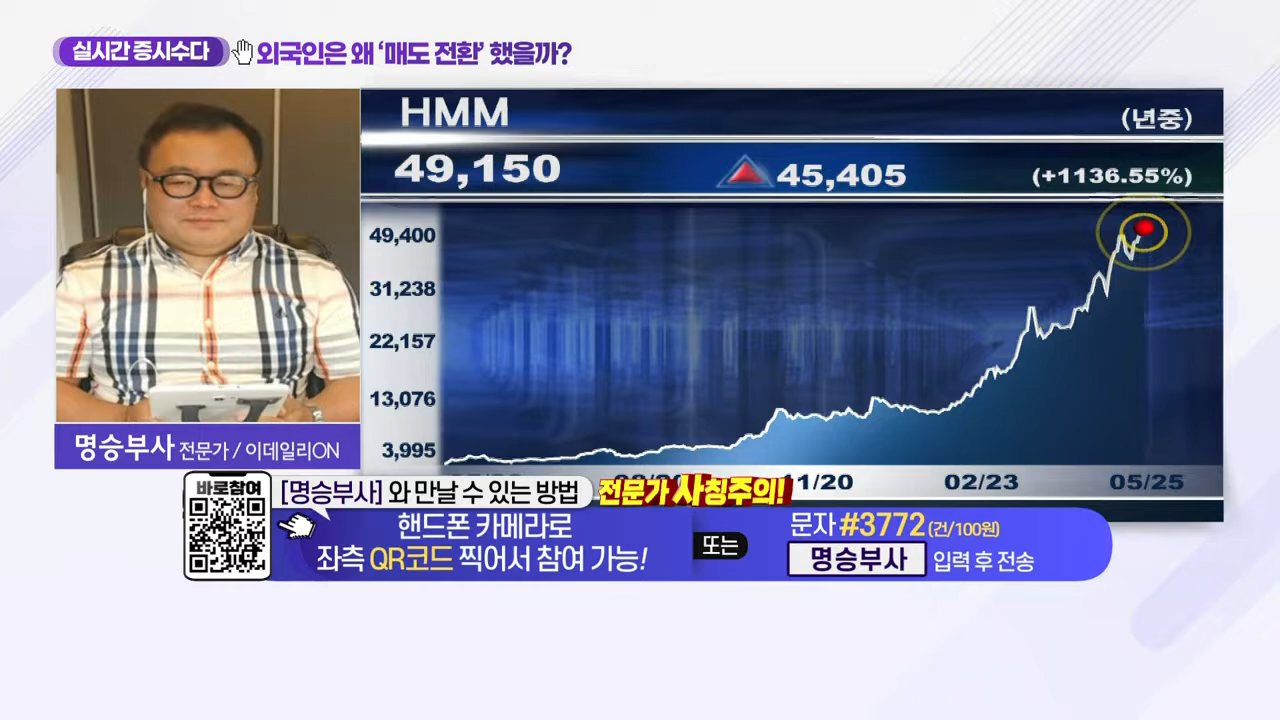 실시간 증시수다
외국인은 왜 ‘매도 전환’ 했을까?
HMM
(년중)
49,150
45,405
(+1136.55%)
49,400
31,238
22,157
13,076
3,995
11/20
02/23
05/25
명승부사 전문가 / 이데일리ON
바로참여
[명승부사] 와 만날 수 있는 방법
전문가 사칭주의!
핸드폰 카메라로
좌측 QR코드 찍어서 참여 가능!
또는
문자 #3772 (건/100원)
명승부사 입력 후 전송